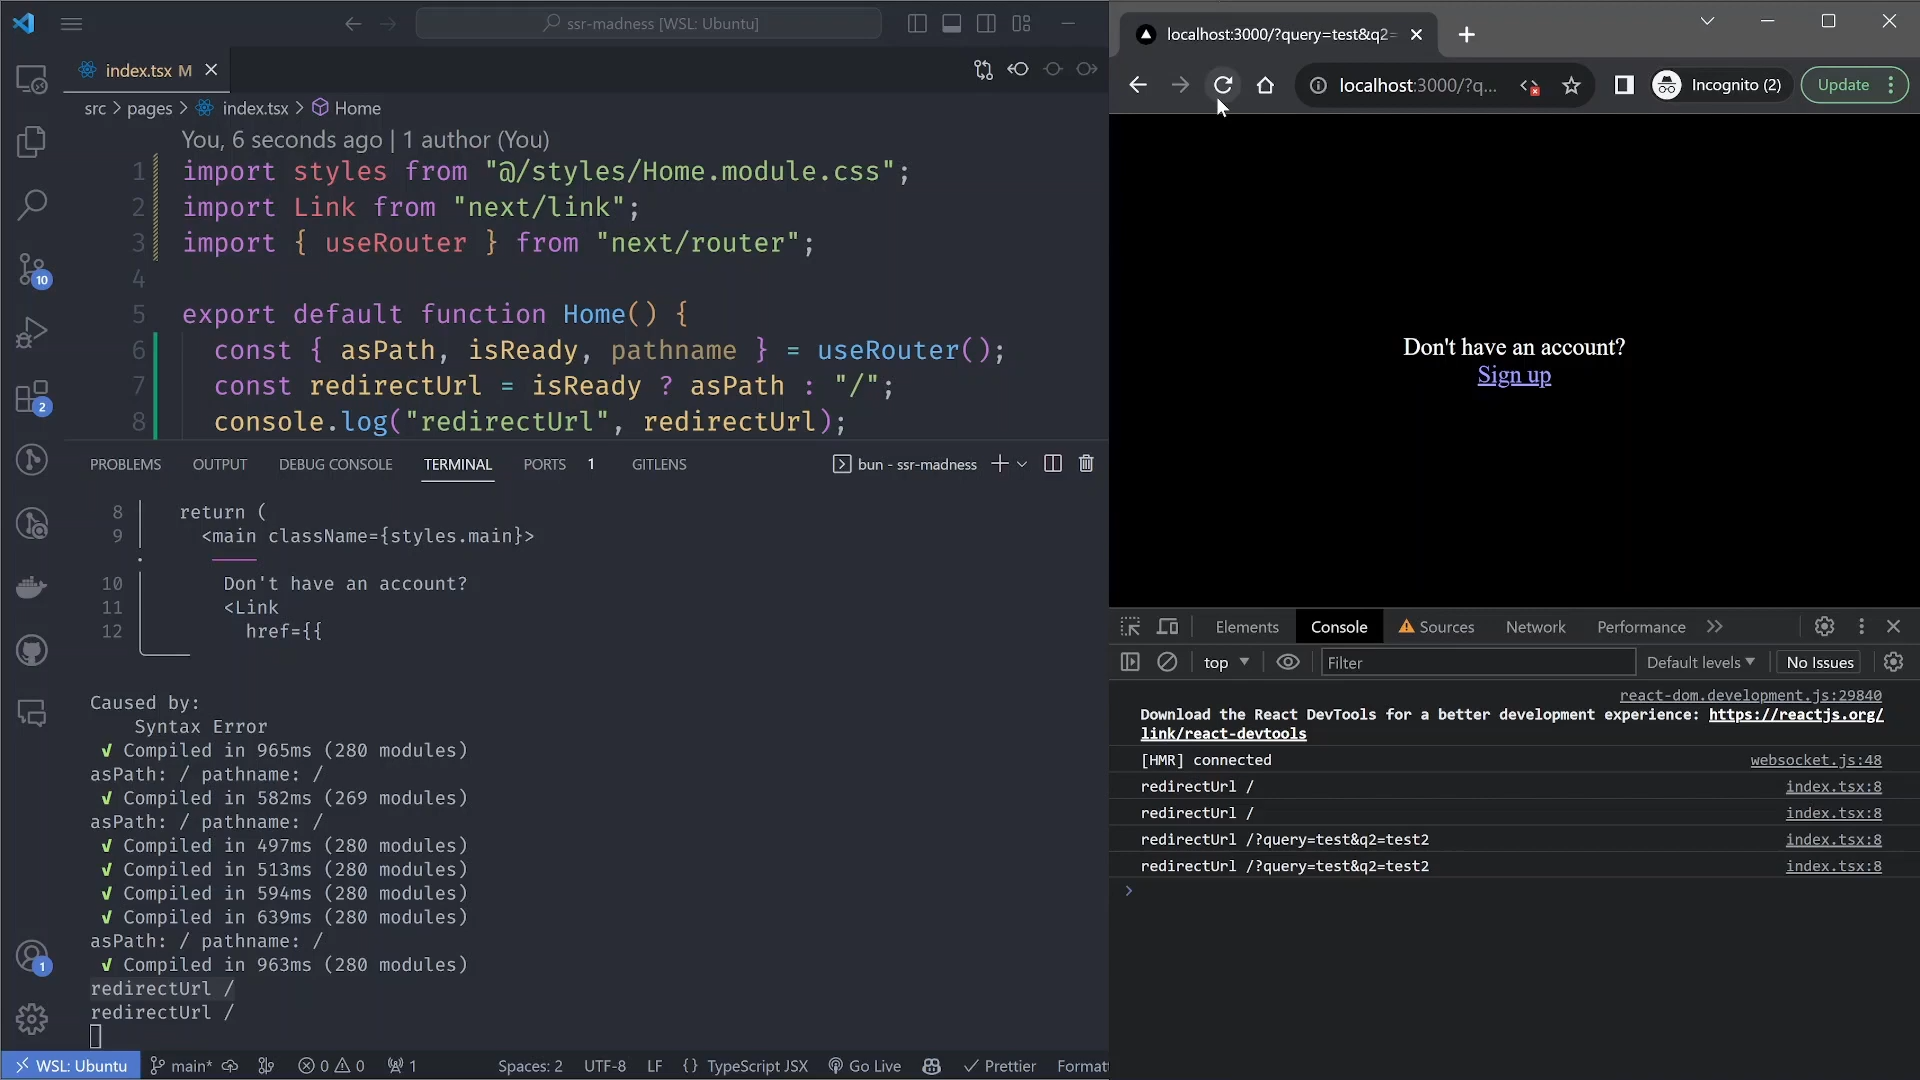 ssr-madness [WSL: Ubuntu]
index.tsx M
src > pages > index.tsx > Home
You, 6 seconds ago | 1 author (You)
1 import styles from "@/styles/Home.module.css";
2 import Link from "next/link";
3 import { useRouter } from "next/router";
4
5 export default function Home() {
6 const { asPath, isReady, pathname } = useRouter();
7 const redirectUrl = isReady ? asPath : "/";
8 console.log("redirectUrl", redirectUrl);
PROBLEMS OUTPUT DEBUG CONSOLE TERMINAL PORTS 1 GITLENS bun - ssr-madness
8 return (
9 <main className={styles.main}>
10 Don't have an account?
11 <Link
12 href={{
Caused by:
Syntax Error
✓ Compiled in 965ms (280 modules)
asPath: / pathname: /
✓ Compiled in 582ms (269 modules)
asPath: / pathname: /
✓ Compiled in 497ms (280 modules)
✓ Compiled in 513ms (280 modules)
✓ Compiled in 594ms (280 modules)
✓ Compiled in 639ms (280 modules)
asPath: / pathname: /
✓ Compiled in 963ms (280 modules)
redirectUrl /
redirectUrl /
10
2
1
WSL: Ubuntu main* 0 0 1 Spaces: 2 UTF-8 LF {} TypeScript JSX Go Live Prettier Formatt
localhost:3000/?query=test&q2=
localhost:3000/?q... Incognito (2) Update
Don't have an account?
Sign up
Elements Console Sources Network Performance
top Filter Default levels No Issues
react-dom.development.js:29840
Download the React DevTools for a better development experience: https://reactjs.org/
link/react-devtools
[HMR] connected websocket.js:48
redirectUrl / index.tsx:8
redirectUrl / index.tsx:8
redirectUrl /?query=test&q2=test2 index.tsx:8
redirectUrl /?query=test&q2=test2 index.tsx:8